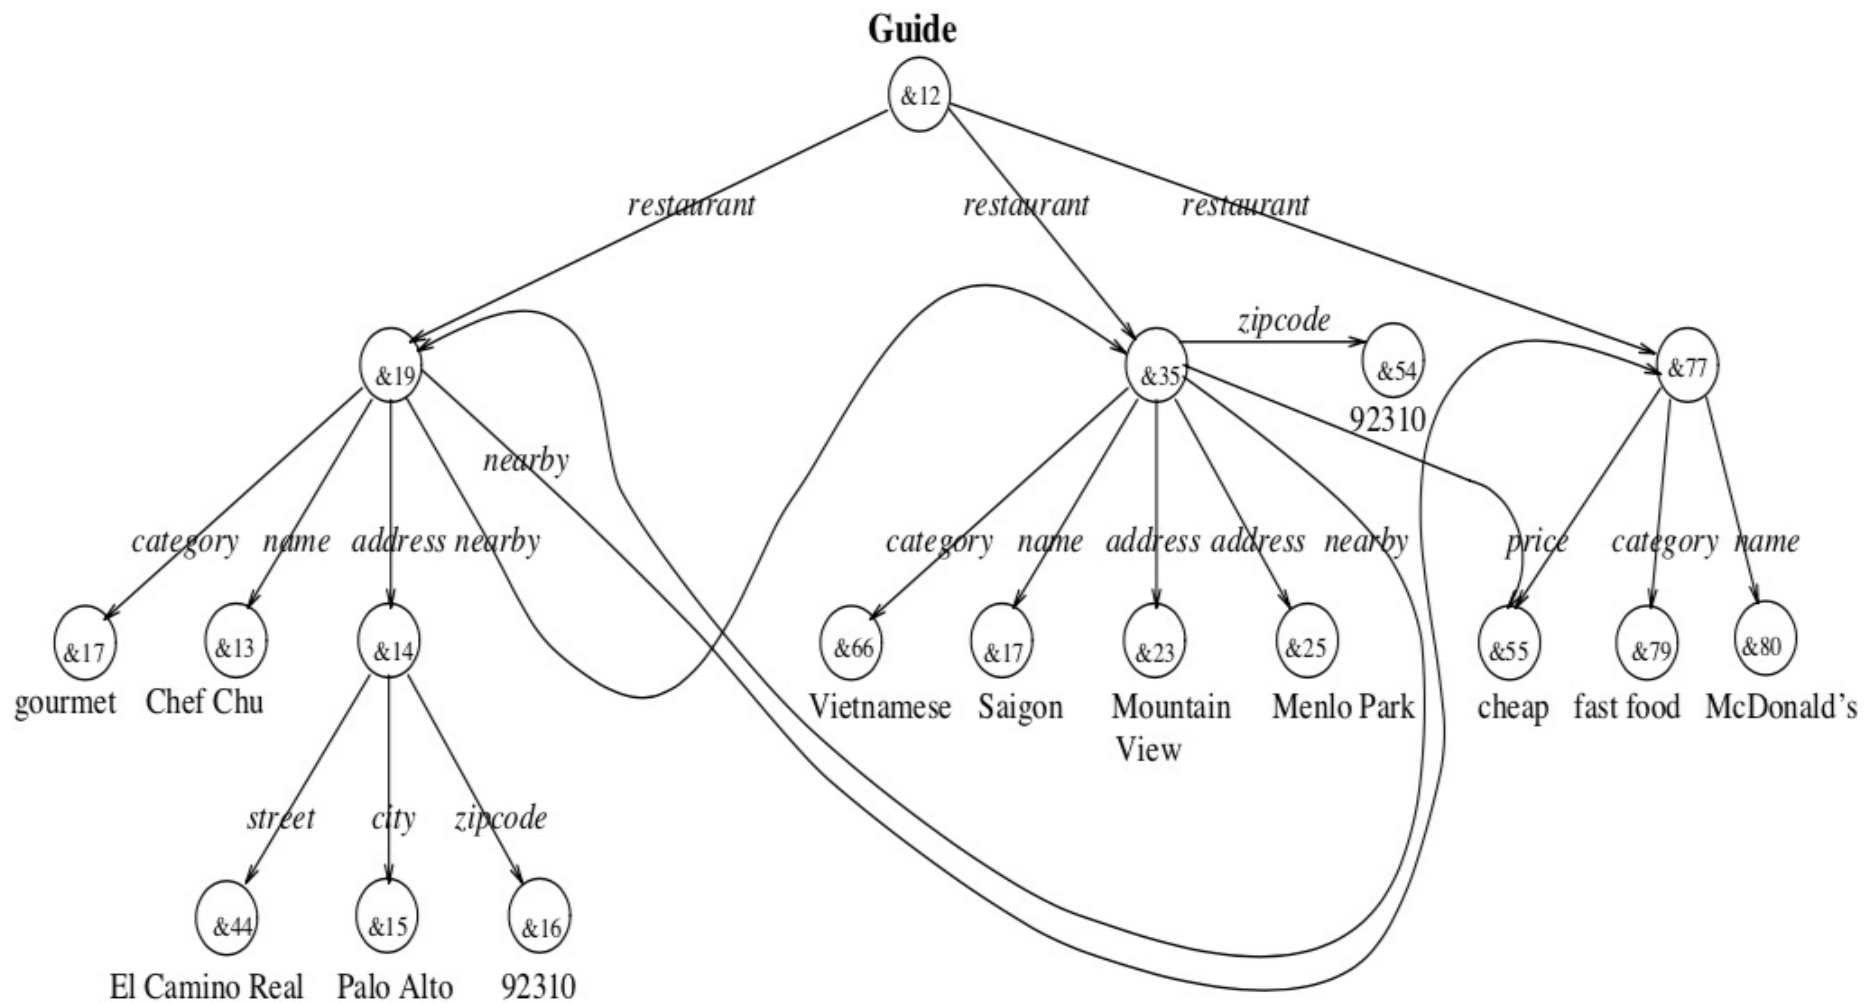 Guide
&12
restaurant restaurant restaurant
zipcode
&19 &35 &54 &77
92310
nearby
category name address nearby category name address address nearby price category name
&17 &13 &14 &66 &17 &23 &25 &55 &79 &80
gourmet Chef Chu Vietnamese Saigon Mountain Menlo Park cheap fast food McDonald's
View
street city zipcode
&44 &15 &16
El Camino Real Palo Alto 92310